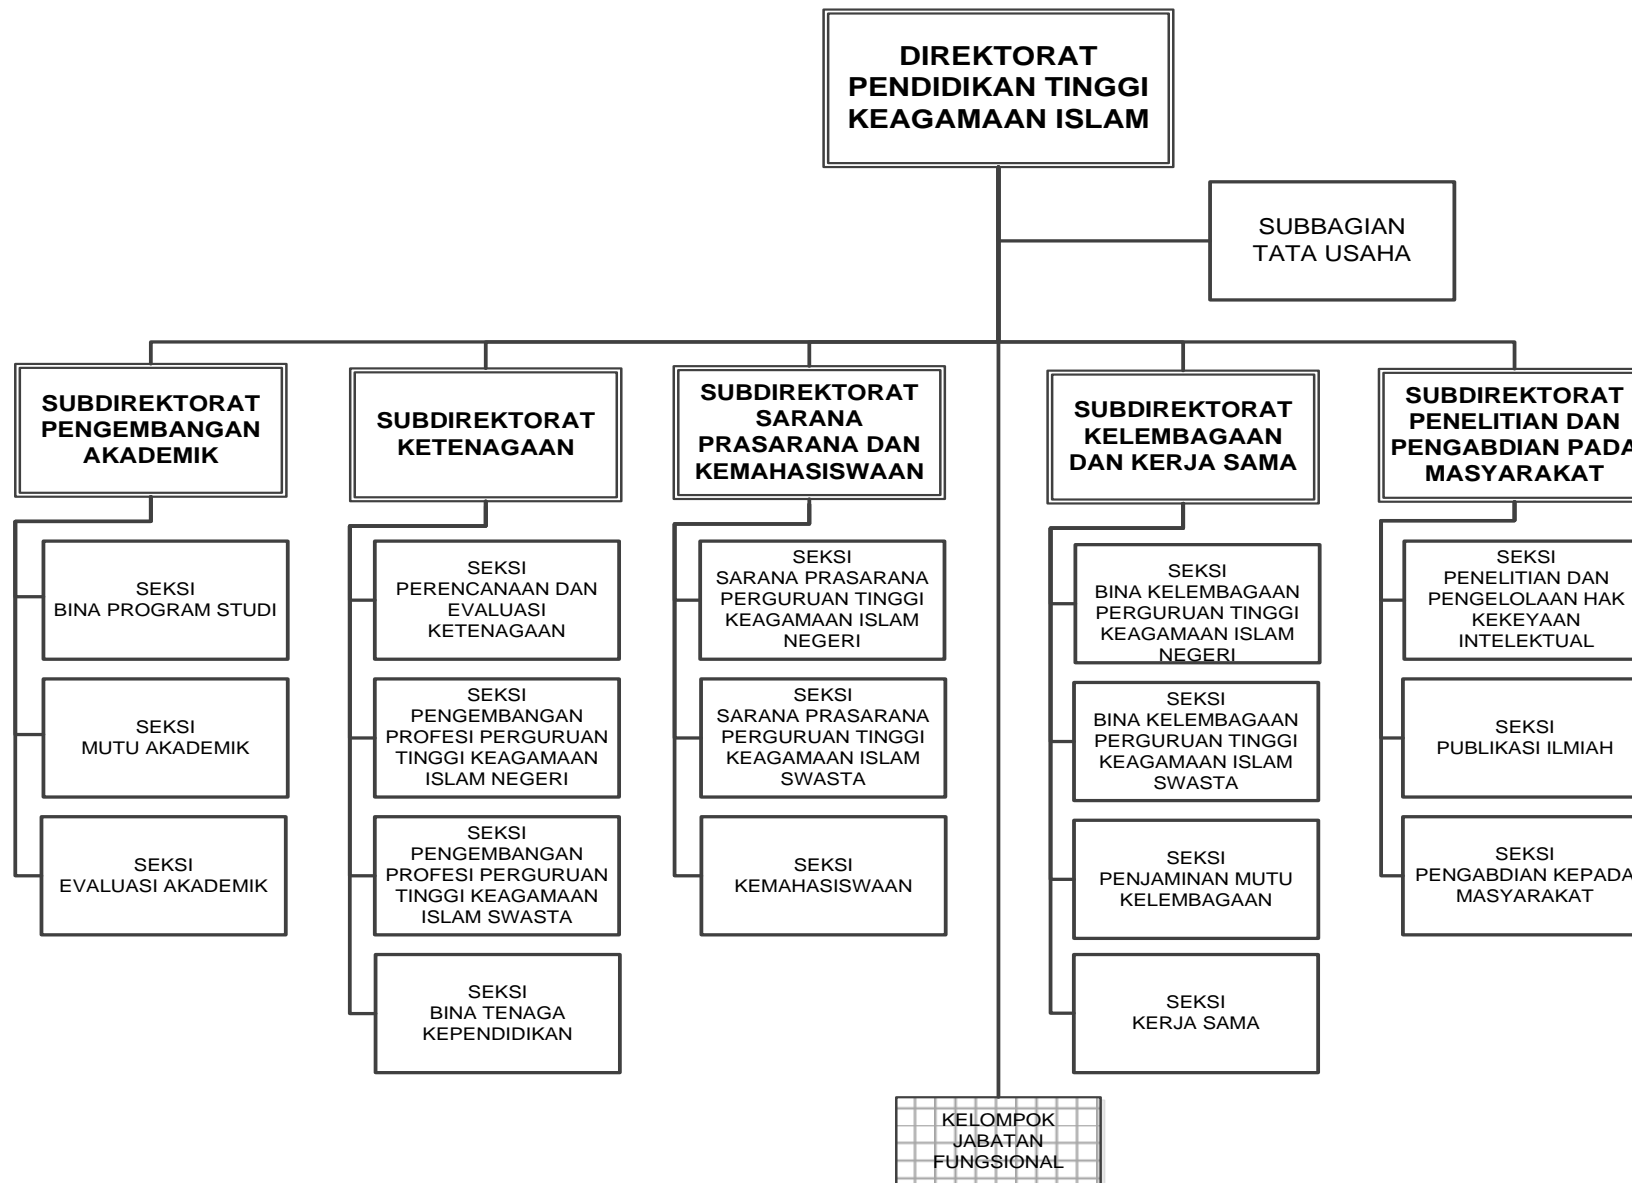 DIREKTORAT
PENDIDIKAN TINGGI
KEAGAMAAN ISLAM
SUBBAGIAN
TATA USAHA
SUBDIREKTORAT
PENGEMBANGAN
AKADEMIK
SUBDIREKTORAT
KETENAGAAN
SUBDIREKTORAT
SARANA
PRASARANA DAN
KEMAHASISWAAN
SUBDIREKTORAT
KELEMBAGAAN
DAN KERJA SAMA
SUBDIREKTORAT
PENELITIAN DAN
PENGABDIAN PADA
MASYARAKAT
SEKSI
BINA PROGRAM STUDI
SEKSI
MUTU AKADEMIK
SEKSI
EVALUASI AKADEMIK
SEKSI
PERENCANAAN DAN
EVALUASI
KETENAGAAN
SEKSI
PENGEMBANGAN
PROFESI PERGURUAN
TINGGI KEAGAMAAN
ISLAM NEGERI
SEKSI
PENGEMBANGAN
PROFESI PERGURUAN
TINGGI KEAGAMAAN
ISLAM SWASTA
SEKSI
BINA TENAGA
KEPENDIDIKAN
SEKSI
SARANA PRASARANA
PERGURUAN TINGGI
KEAGAMAAN ISLAM
NEGERI
SEKSI
SARANA PRASARANA
PERGURUAN TINGGI
KEAGAMAAN ISLAM
SWASTA
SEKSI
KEMAHASISWAAN
SEKSI
BINA KELEMBAGAAN
PERGURUAN TINGGI
KEAGAMAAN ISLAM
NEGERI
SEKSI
BINA KELEMBAGAAN
PERGURUAN TINGGI
KEAGAMAAN ISLAM
SWASTA
SEKSI
PENJAMINAN MUTU
KELEMBAGAAN
SEKSI
KERJA SAMA
SEKSI
PENELITIAN DAN
PENGELOLAAN HAK
KEKEYAAN
INTELEKTUAL
SEKSI
PUBLIKASI ILMIAH
SEKSI
PENGABDIAN KEPADA
MASYARAKAT
KELOMPOK
JABATAN
FUNGSIONAL